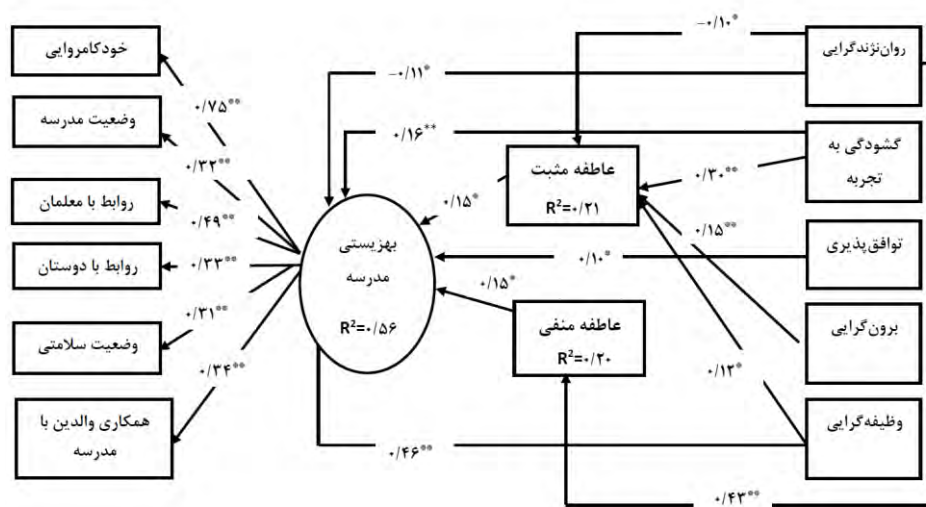 روان‌نژندگرایی
گشودگی به
تجربه
توافق‌پذیری
برون‌گرایی
وظیفه‌گرایی
-۰/۱۰*
-۰/۱۱*
۰/۱۶**
۰/۳۰**
۰/۱۵**
۰/۱۰*
۰/۱۲*
۰/۴۳**
عاطفه مثبت
R²=۰/۲۱
عاطفه منفی
R²=۰/۲۰
۰/۱۵*
۰/۱۵*
۰/۴۶**
بهزیستی
مدرسه
R²=۰/۵۶
۰/۷۵**
۰/۳۲**
۰/۴۹**
۰/۳۳**
۰/۳۱**
۰/۳۴**
خودکامروایی
وضعیت مدرسه
روابط با معلمان
روابط با دوستان
وضعیت سلامتی
همکاری والدین با
مدرسه